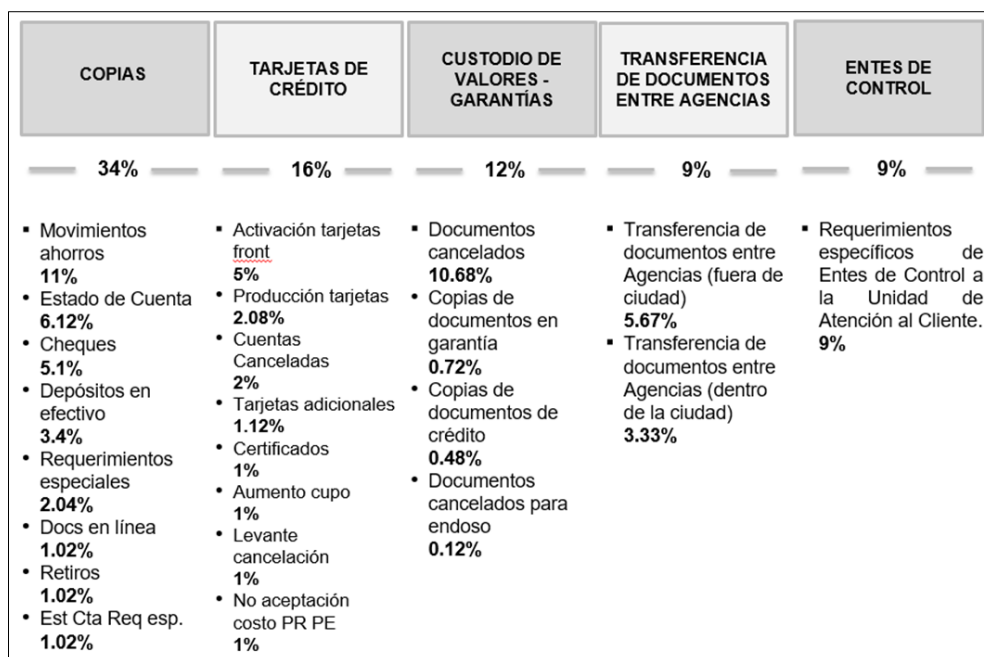 COPIAS
TARJETAS DE
CRÉDITO
CUSTODIO DE
VALORES -
GARANTÍAS
TRANSFERENCIA
DE DOCUMENTOS
ENTRE AGENCIAS
ENTES DE
CONTROL
34%
16%
12%
9%
9%
▪ Movimientos
ahorros
11%
• Estado de Cuenta
6.12%
• Cheques
5.1%
• Depósitos en
efectivo
3.4%
• Requerimientos
especiales
2.04%
• Docs en línea
1.02%
• Retiros
1.02%
• Est Cta Req esp.
1.02%
▪ Activación tarjetas
front
5%
• Producción tarjetas
2.08%
• Cuentas
Canceladas
2%
• Tarjetas adicionales
1.12%
• Certificados
1%
• Aumento cupo
1%
• Levante
cancelación
1%
• No aceptación
costo PR PE
1%
▪ Documentos
cancelados
10.68%
• Copias de
documentos en
garantía
0.72%
• Copias de
documentos de
crédito
0.48%
• Documentos
cancelados para
endoso
0.12%
▪ Transferencia de
documentos entre
Agencias (fuera de
ciudad)
5.67%
▪ Transferencia de
documentos entre
Agencias (dentro
de la ciudad)
3.33%
▪ Requerimientos
específicos de
Entes de Control a
la Unidad de
Atención al Cliente.
9%